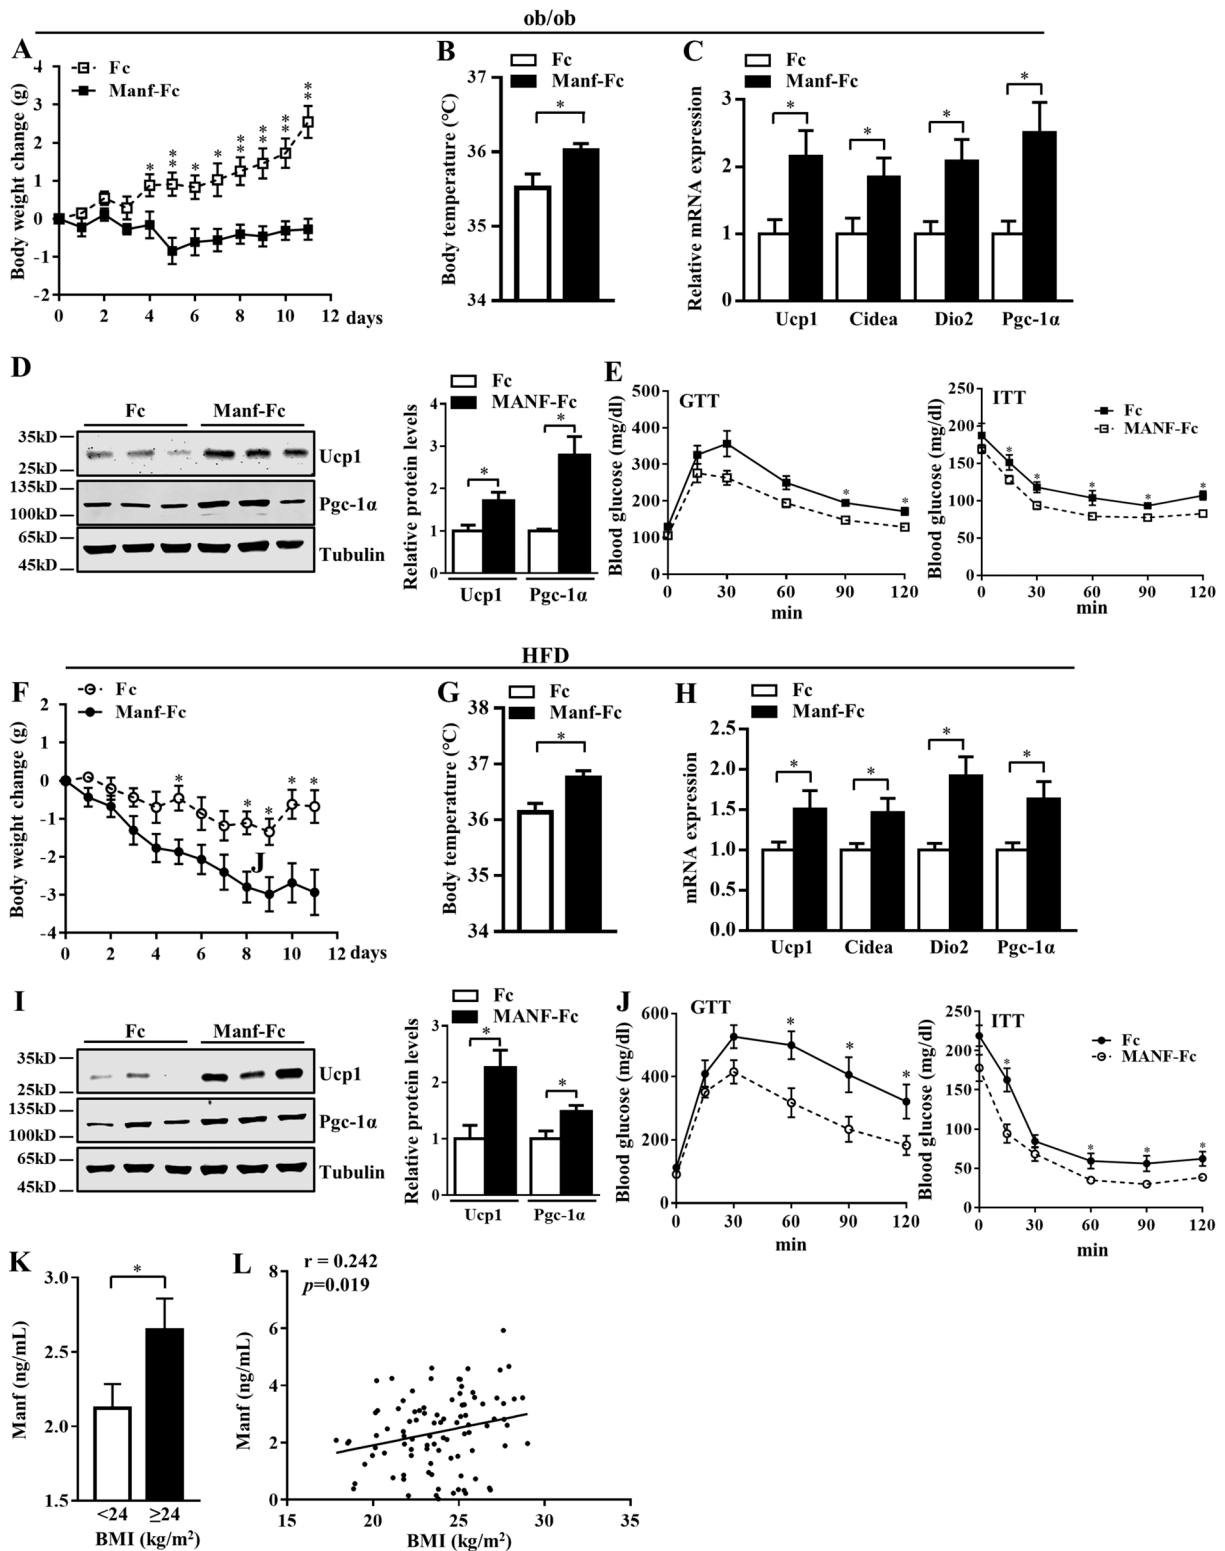 ob/ob
A
Fc
Manf-Fc
Body weight change (g)
4
3
2
1
0
-1
-2
0 2 4 6 8 10 12 days
* ** * * ** ** ** **
B
Fc
Manf-Fc
Body temperature (°C)
37
36
35
34
*
C
Fc
Manf-Fc
Relative mRNA expression
3
2
1
0
* * * *
Ucp1 Cidea Dio2 Pgc-1α
D
Fc Manf-Fc
35kD
25kD
Ucp1
135kD
100kD
Pgc-1α
65kD
45kD
Tubulin
Fc
MANF-Fc
Relative protein levels
4
3
2
1
0
* *
Ucp1 Pgc-1α
E
GTT
Blood glucose (mg/dl)
500
400
300
200
100
0
* *
0 30 60 90 120
min
ITT
Fc
MANF-Fc
Blood glucose (mg/dl)
250
200
150
100
50
0
* * * * *
0 30 60 90 120
min
HFD
F
Fc
Manf-Fc
Body weight change (g)
2
1
0
-1
-2
-3
-4
* * * * *
J
0 2 4 6 8 10 12 days
G
Fc
Manf-Fc
Body temperature (°C)
38
37
36
35
34
*
H
Fc
Manf-Fc
mRNA expression
2.5
2.0
1.5
1.0
0.5
0.0
* * * *
Ucp1 Cidea Dio2 Pgc-1α
I
Fc Manf-Fc
35kD
25kD
Ucp1
135kD
100kD
Pgc-1α
65kD
45kD
Tubulin
Fc
MANF-Fc
Relative protein levels
3
2
1
0
* *
Ucp1 Pgc-1α
J
GTT
Blood glucose (mg/dl)
600
400
200
0
* * *
0 30 60 90 120
min
ITT
Fc
MANF-Fc
Blood glucose (mg/dl)
250
200
150
100
50
0
* * * *
0 30 60 90 120
min
K
Manf (ng/mL)
3.0
2.5
2.0
1.5
*
<24 ≥24
BMI (kg/m²)
L
r = 0.242
p=0.019
Manf (ng/mL)
8
6
4
2
0
15 20 25 30 35
BMI (kg/m²)